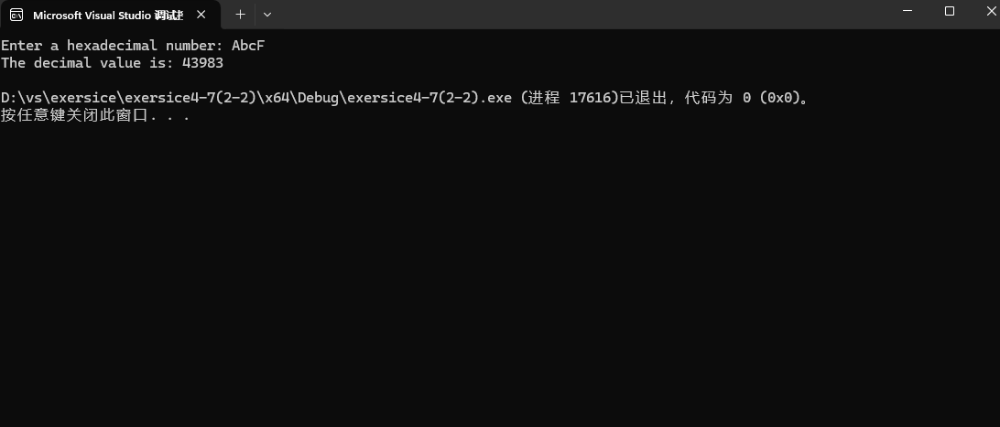 Microsoft Visual Studio 调试
Enter a hexadecimal number: AbcF
The decimal value is: 43983
D:\vs\exersice\exersice4-7(2-2)\x64\Debug\exersice4-7(2-2).exe (进程 17616)已退出，代码为 0 (0x0)。
按任意键关闭此窗口. . .